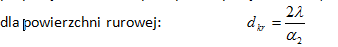 dla powierzchni rurowej: d_kr = 2λ / α₂